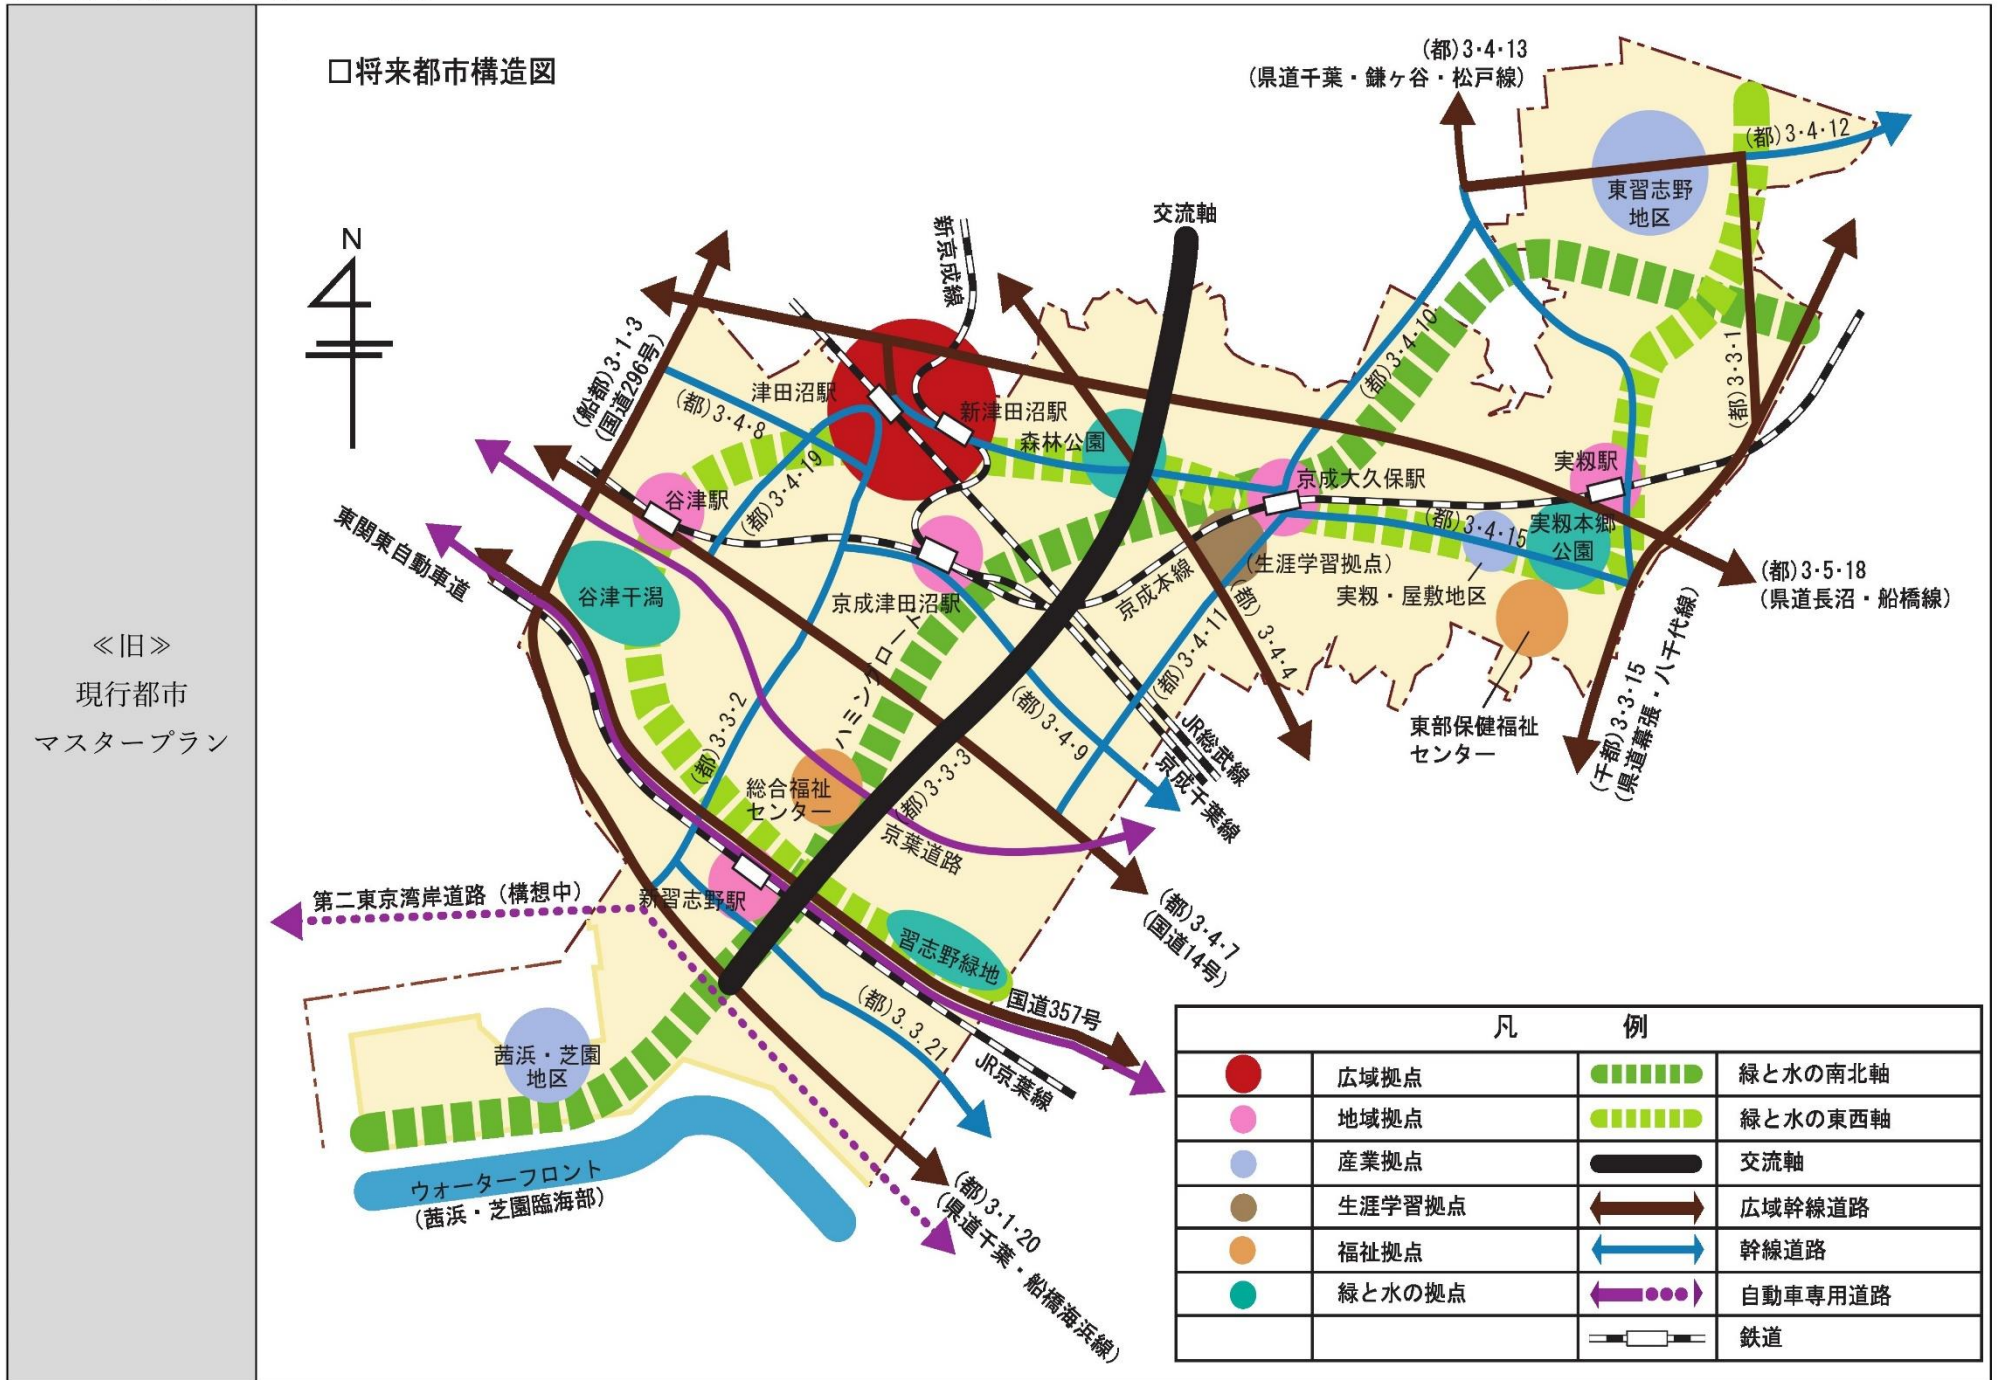 ≪旧≫
現行都市
マスタープラン
□将来都市構造図
N
(都)3・4・13
(県道千葉・鎌ヶ谷・松戸線)
(都)3・4・12
東習志野
地区
交流軸
新京成線
(船都)3・1・3
(国道296号)
津田沼駅
(都)3・4・8
新津田沼駅
森林公園
(都)3・4・10
(都)3・3・1
谷津駅
(都)3・4・19
京成大久保駅
実籾駅
(都)3・4・15
実籾本郷
公園
東関東自動車道
谷津干潟
京成津田沼駅
京成本線
(生涯学習拠点)
実籾・屋敷地区
(都)3・5・18
(県道長沼・船橋線)
ハミングロード
(都)3・4・11
(都)3・4・4
(都)3・3・2
(都)3・4・9
JR総武線
京成千葉線
東部保健福祉
センター
(千都)3・3・15
(県道幕張・八千代線)
総合福祉
センター
(都)3・3・3
京葉道路
第二東京湾岸道路(構想中)
新習志野駅
習志野緑地
(都)3・4・7
(国道14号)
国道357号
(都)3.3.21
JR京葉線
茜浜・芝園
地区
ウォーターフロント
(茜浜・芝園臨海部)
(都)3・1・20
(県道千葉・船橋海浜線)
凡 例
広域拠点 緑と水の南北軸
地域拠点 緑と水の東西軸
産業拠点 交流軸
生涯学習拠点 広域幹線道路
福祉拠点 幹線道路
緑と水の拠点 自動車専用道路
鉄道